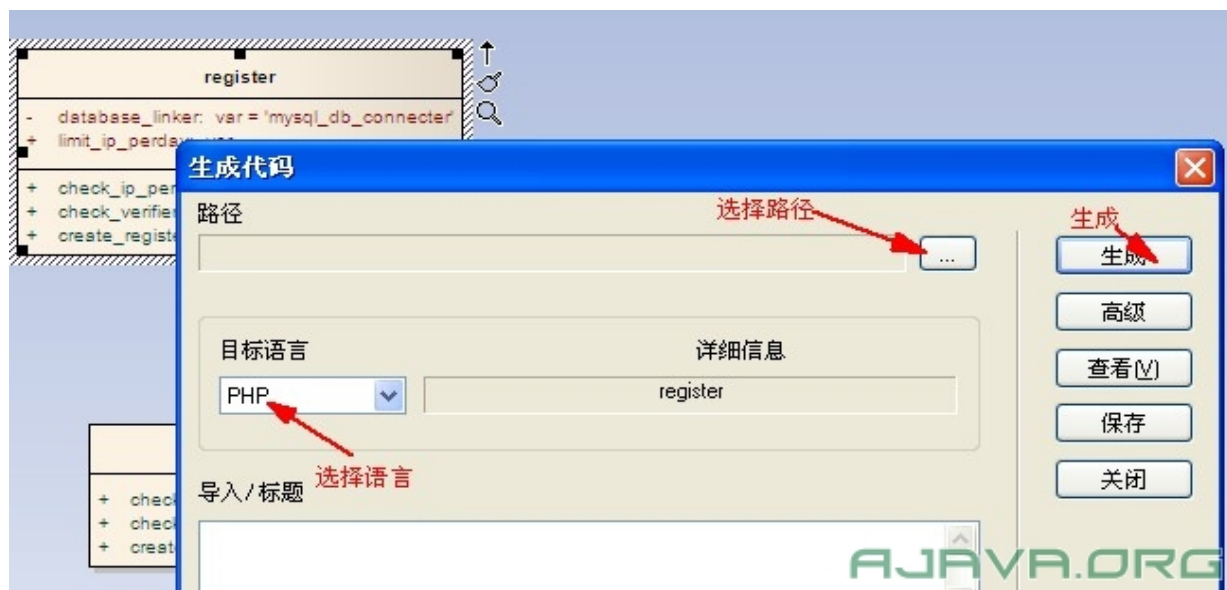 register
- database_linker: var = 'mysql_db_connecter'
+ limit_ip_perday: var
+ check_ip_per
+ check_verifie
+ create_registe
生成代码
路径
选择路径
...
生成
生成
高级
查看(V)
保存
关闭
目标语言
详细信息
PHP
register
选择语言
导入/标题
+ check
+ check
+ creat
AJAVA.ORG